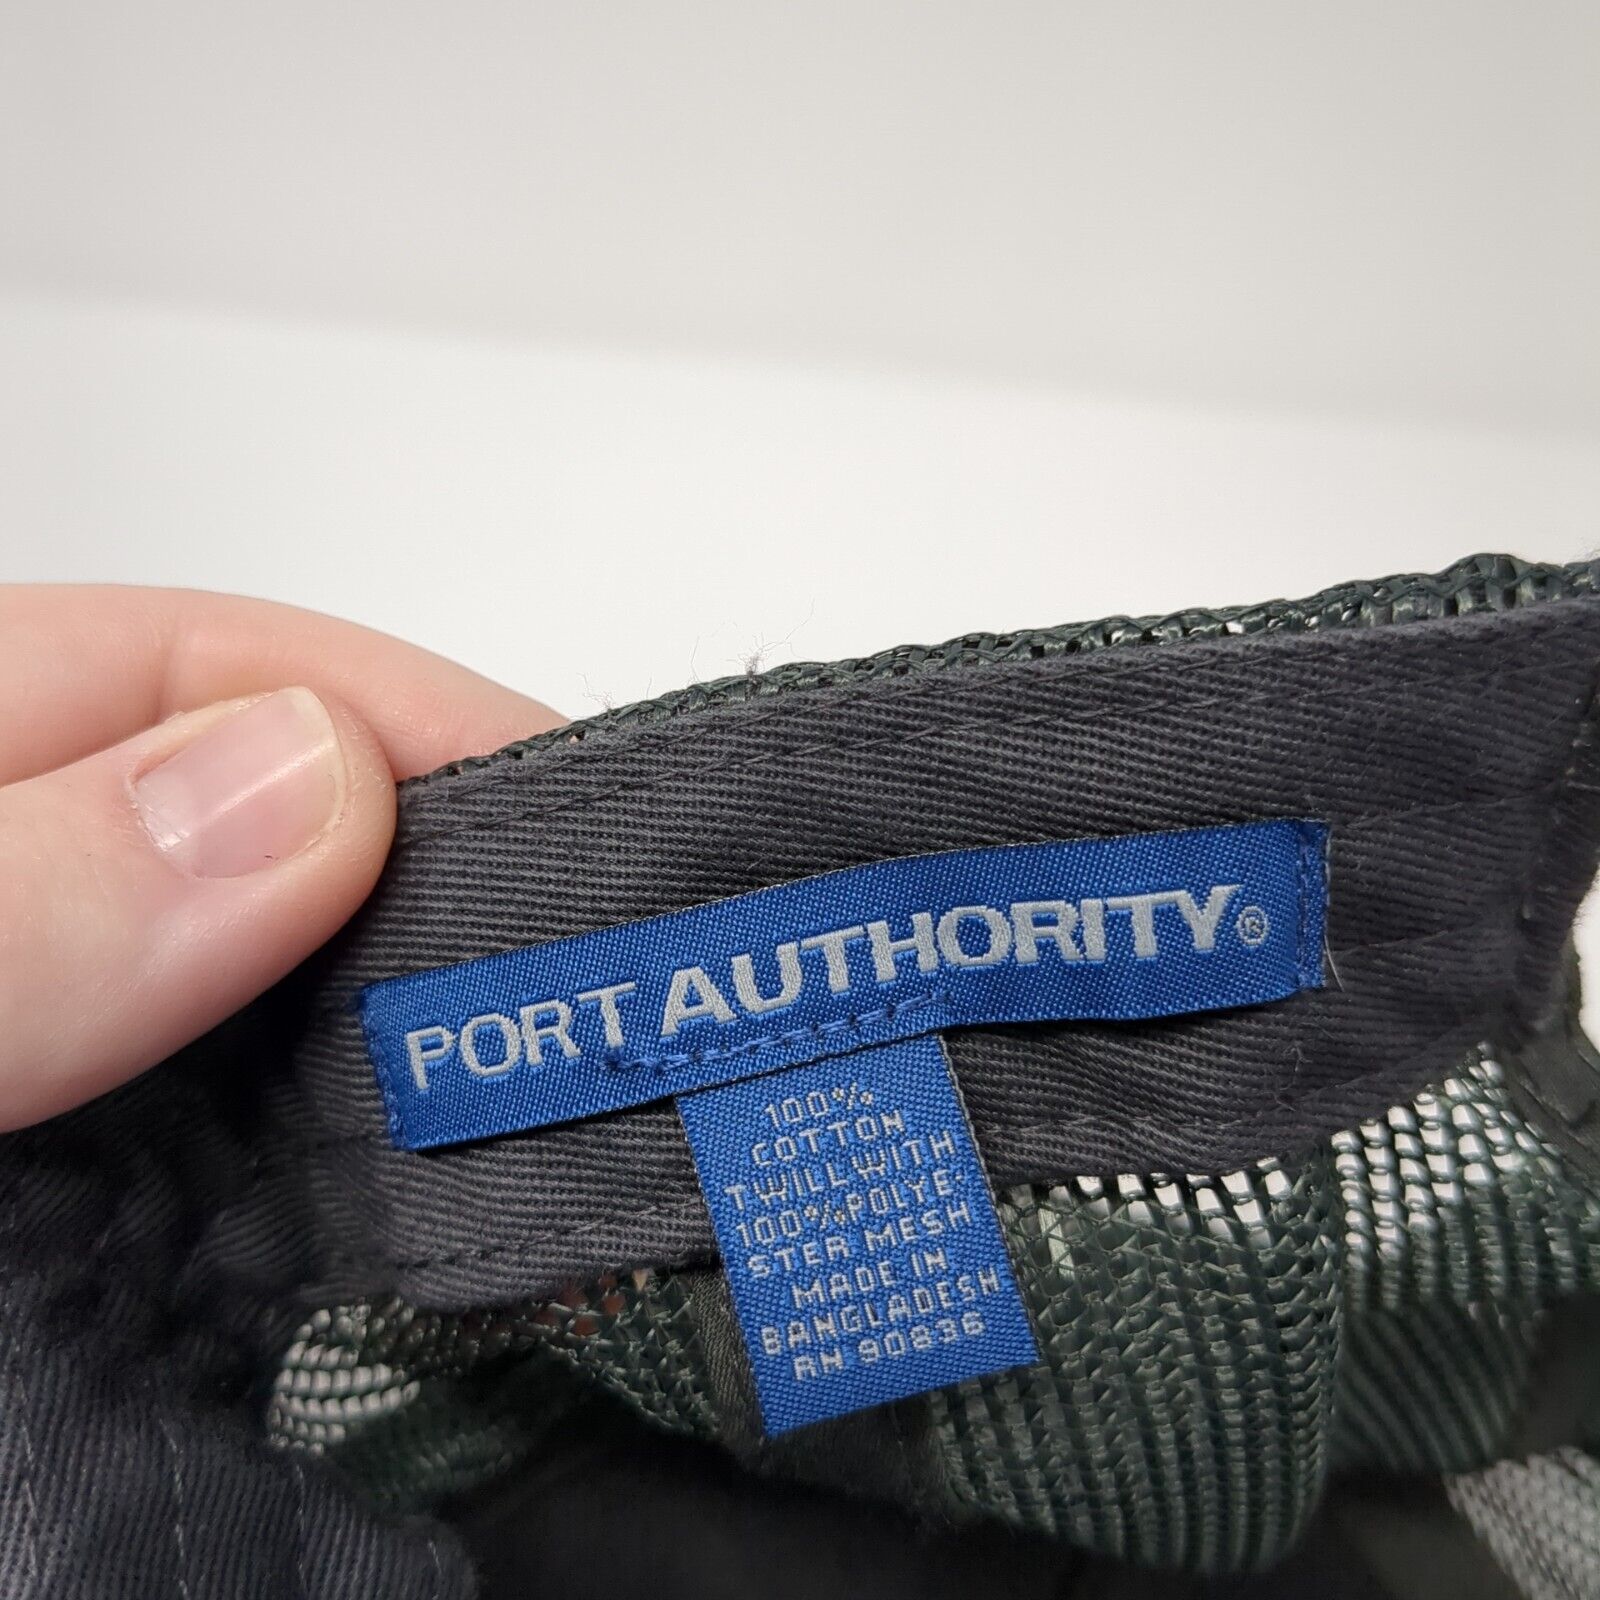 PORT AUTHORITY®
100%
COTTON
TWILL WITH
100% POLYE-
STER MESH
MADE IN
BANGLADESH
RN 90836